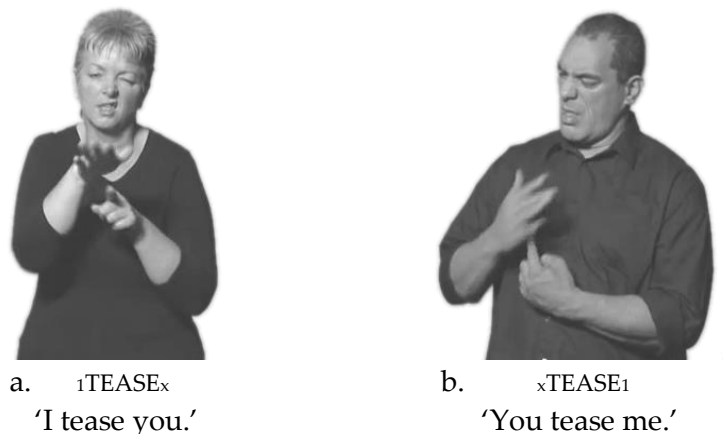 a. 1TEASEx
b. xTEASE1
‘I tease you.’
‘You tease me.’